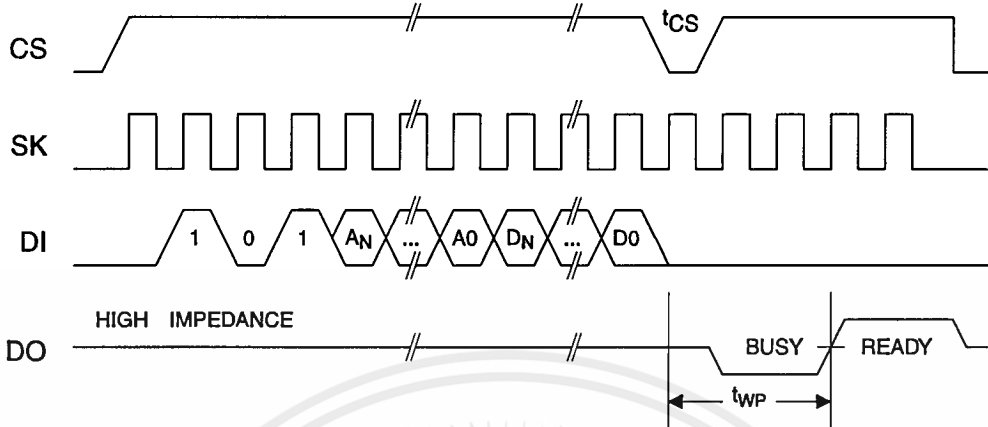 CS
tCS
SK
DI
1 0 1 AN ... A0 DN ... D0
HIGH IMPEDANCE
DO
BUSY READY
tWP